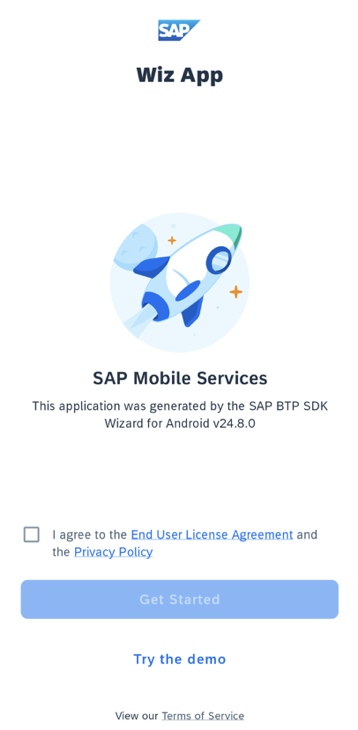 SAP
Wiz App
SAP Mobile Services
This application was generated by the SAP BTP SDK
Wizard for Android v24.8.0
I agree to the End User License Agreement and
the Privacy Policy
Get Started
Try the demo
View our Terms of Service